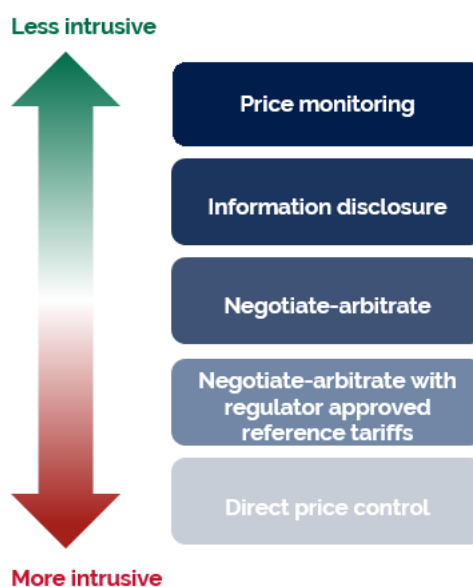 Less intrusive
Price monitoring
Information disclosure
Negotiate-arbitrate
Negotiate-arbitrate with
regulator approved
reference tariffs
Direct price control
More intrusive